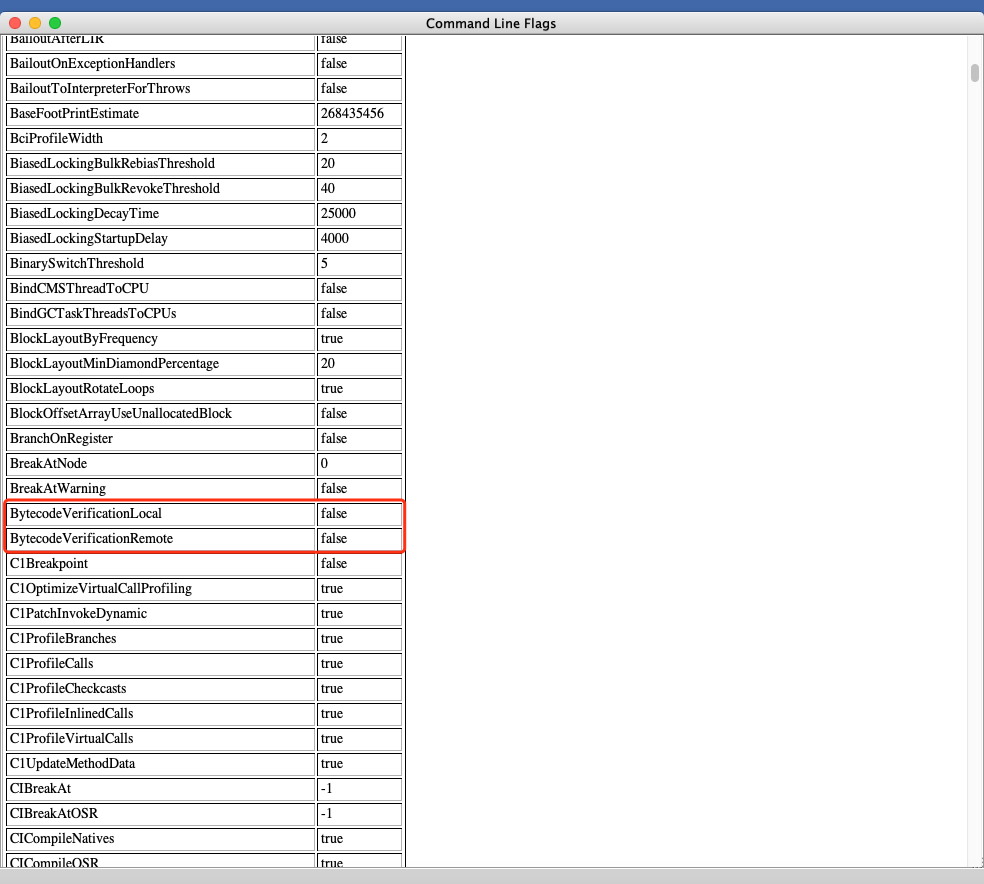 Command Line Flags
BailoutAfterLIR false
BailoutOnExceptionHandlers false
BailoutToInterpreterForThrows false
BaseFootPrintEstimate 268435456
BciProfileWidth 2
BiasedLockingBulkRebiasThreshold 20
BiasedLockingBulkRevokeThreshold 40
BiasedLockingDecayTime 25000
BiasedLockingStartupDelay 4000
BinarySwitchThreshold 5
BindCMSThreadToCPU false
BindGCTaskThreadsToCPUs false
BlockLayoutByFrequency true
BlockLayoutMinDiamondPercentage 20
BlockLayoutRotateLoops true
BlockOffsetArrayUseUnallocatedBlock false
BranchOnRegister false
BreakAtNode 0
BreakAtWarning false
BytecodeVerificationLocal false
BytecodeVerificationRemote false
C1Breakpoint false
C1OptimizeVirtualCallProfiling true
C1PatchInvokeDynamic true
C1ProfileBranches true
C1ProfileCalls true
C1ProfileCheckcasts true
C1ProfileInlinedCalls true
C1ProfileVirtualCalls true
C1UpdateMethodData true
CIBreakAt -1
CIBreakAtOSR -1
CICompileNatives true
CICompileOSR true